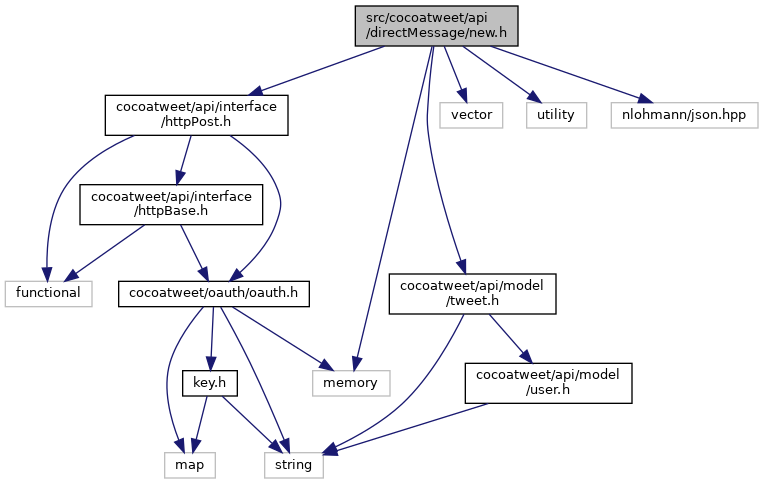 src/cocoatweet/api
/directMessage/new.h
cocoatweet/api/interface
/httpPost.h
vector
utility
nlohmann/json.hpp
cocoatweet/api/interface
/httpBase.h
functional
cocoatweet/oauth/oauth.h
cocoatweet/api/model
/tweet.h
key.h
memory
cocoatweet/api/model
/user.h
map
string